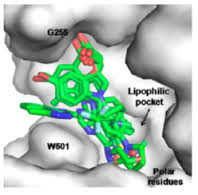 G255
Lipophilic
pocket
W501
Polar
residues